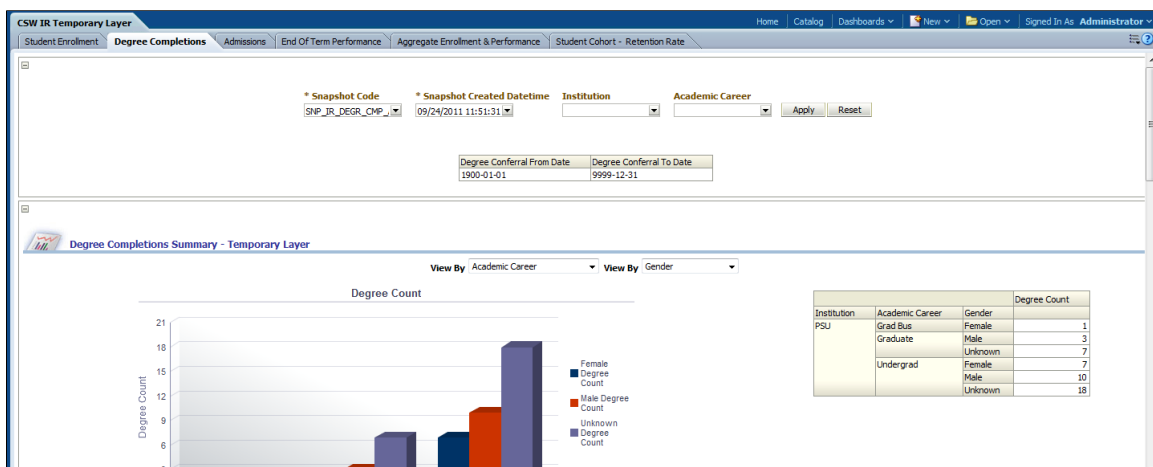 CSW IR Temporary Layer
Home Catalog Dashboards New Open Signed In As Administrator
Student Enrollment Degree Completions Admissions End Of Term Performance Aggregate Enrollment & Performance Student Cohort - Retention Rate
* Snapshot Code * Snapshot Created Datetime Institution Academic Career
SNP_IR_DEGR_CMP_ 09/24/2011 11:51:31 Apply Reset
Degree Conferral From Date Degree Conferral To Date
1900-01-01 9999-12-31
Degree Completions Summary - Temporary Layer
View By Academic Career View By Gender
Degree Count
21
18
15
12
9
6
Degree Count
Female
Degree
Count
Male Degree
Count
Unknown
Degree
Count
Degree Count
Institution Academic Career Gender
PSU Grad Bus Female 1
Graduate Male 3
Unknown 7
Undergrad Female 7
Male 10
Unknown 18